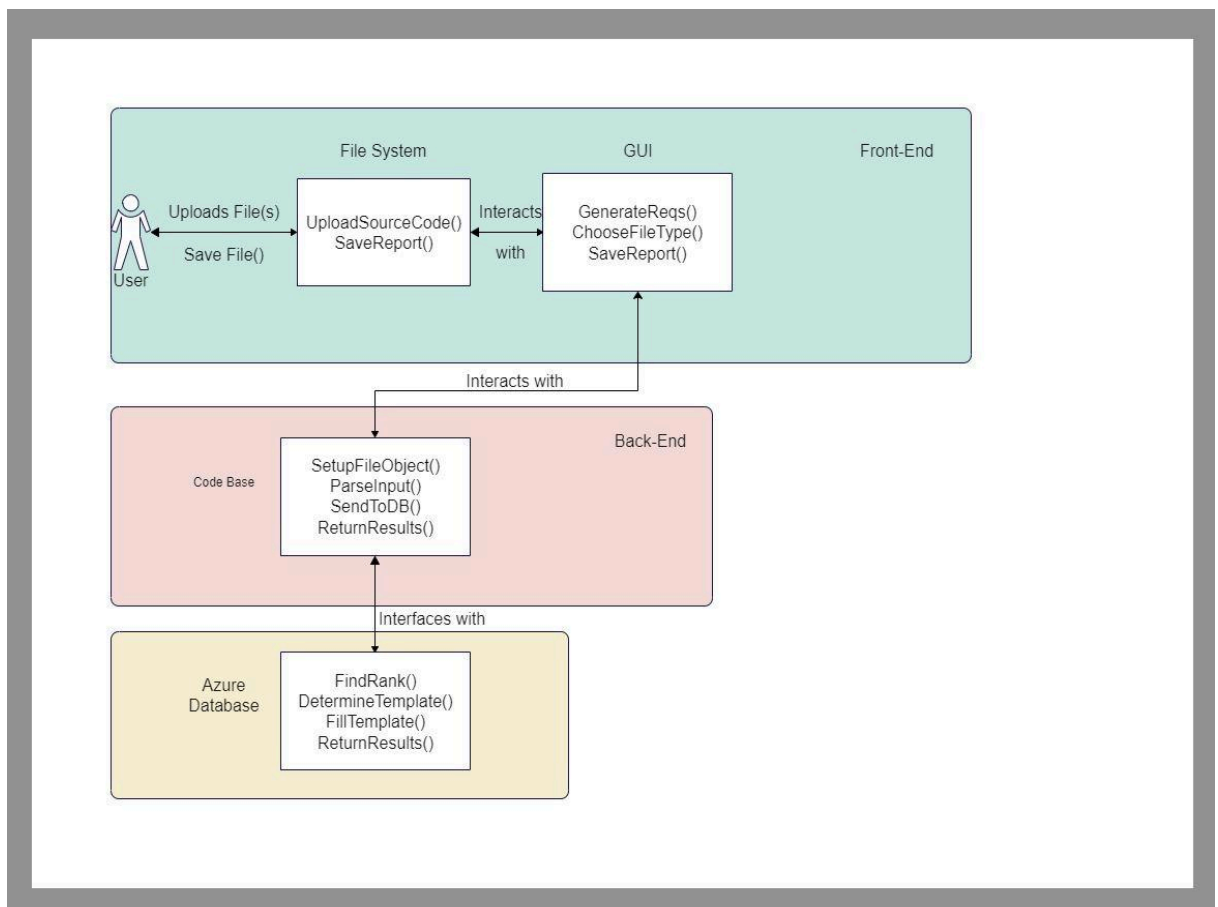 File System
GUI
Front-End
Uploads File(s)
Save File()
User
UploadSourceCode()
SaveReport()
Interacts
with
GenerateReqs()
ChooseFileType()
SaveReport()
Interacts with
Back-End
Code Base
SetupFileObject()
ParseInput()
SendToDB()
ReturnResults()
Interfaces with
Azure
Database
FindRank()
DetermineTemplate()
FillTemplate()
ReturnResults()